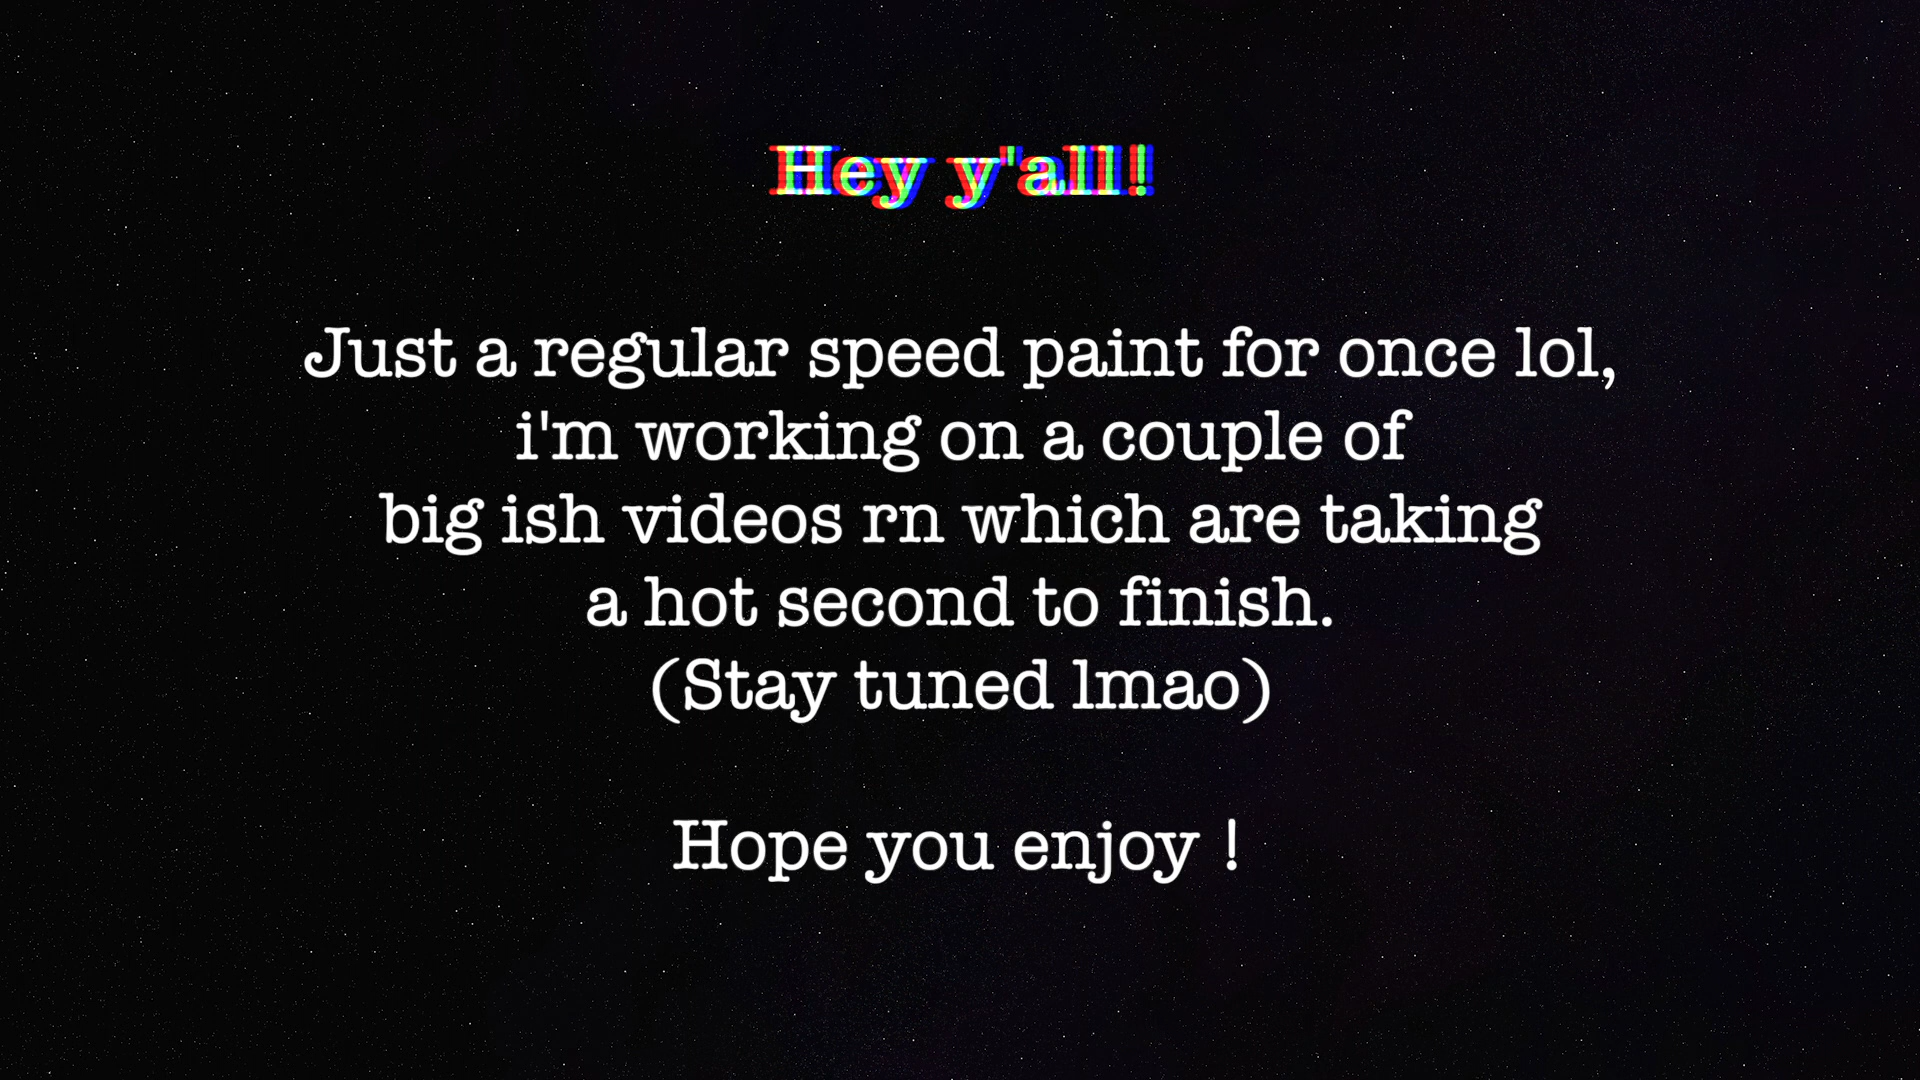 Hey y'all!
Just a regular speed paint for once lol,
i'm working on a couple of
big ish videos rn which are taking
a hot second to finish.
(Stay tuned lmao)
Hope you enjoy !